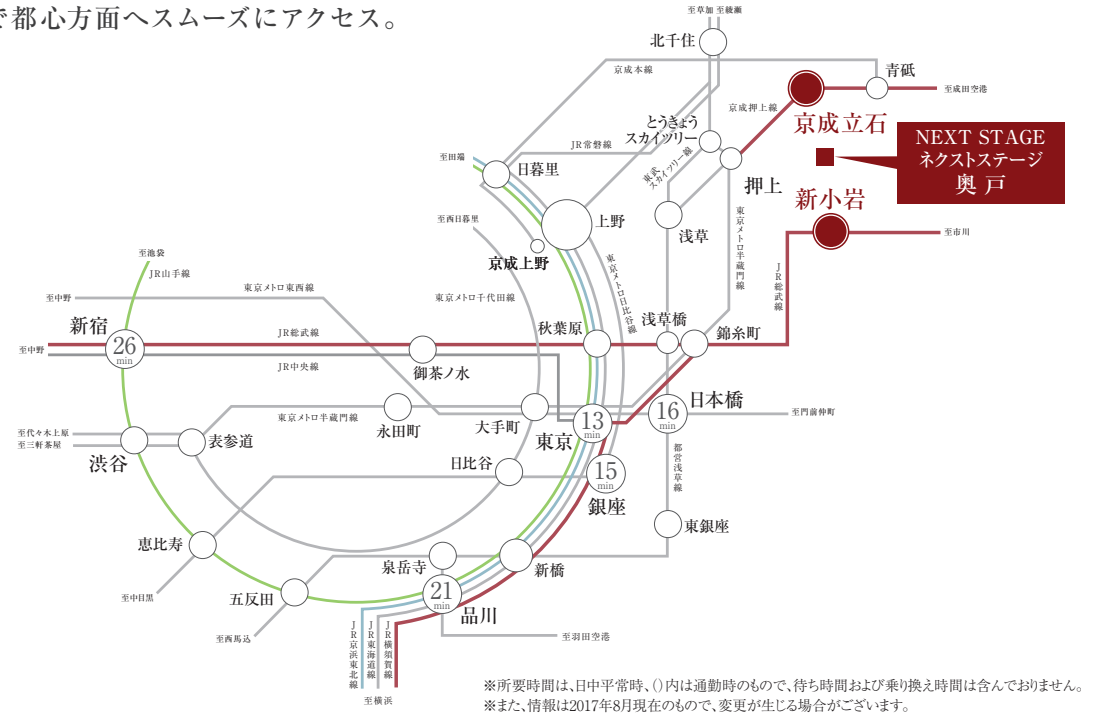 で都心方面へスムーズにアクセス。
至草加 至綾瀬
北千住
京成本線
青砥
至成田空港
京成押上線
京成立石
とうきょう
スカイツリー
NEXT STAGE
ネクストステージ
奥戸
JR常磐線
至田端
日暮里
東武
スカイツリー線
押上
新小岩
至西日暮里
上野
浅草
至市川
京成上野
東京メトロ半蔵門線
東京メトロ日比谷線
JR総武線
至池袋
JR山手線
東京メトロ東西線
至中野
東京メトロ千代田線
新宿
26
min
JR総武線
秋葉原
浅草橋
錦糸町
至中野
JR中央線
御茶ノ水
東京メトロ半蔵門線
永田町
大手町
東京
13
min
16
min
日本橋
至門前仲町
至代々木上原
至三軒茶屋
渋谷
表参道
日比谷
15
min
銀座
都営浅草線
東銀座
恵比寿
泉岳寺
新橋
至中目黒
五反田
21
min
品川
至西馬込
至羽田空港
JR京浜東北線
JR東海道線
JR横須賀線
至横浜
※所要時間は、日中平常時、()内は通勤時のもので、待ち時間および乗り換え時間は含んでおりません。
※また、情報は2017年8月現在のもので、変更が生じる場合がございます。